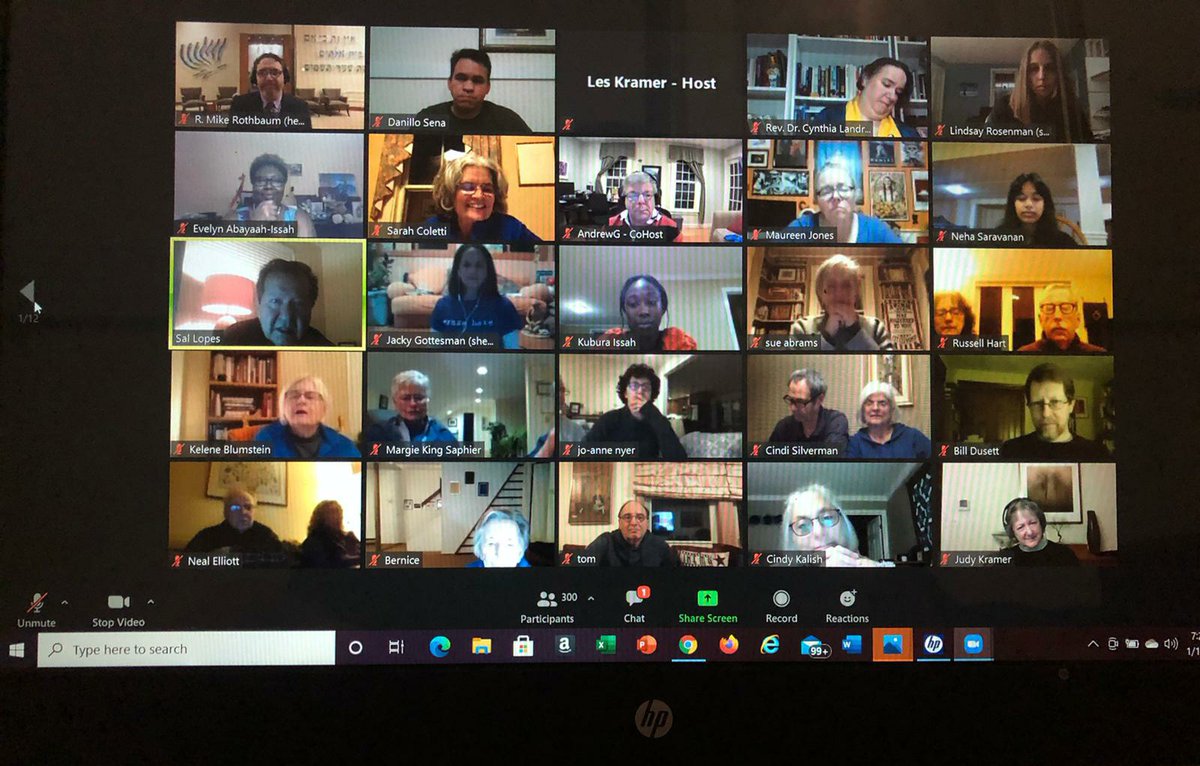 R. Mike Rothbaum (he...
Danillo Sena
Les Kramer - Host
Rev. Dr. Cynthia Landr...
Lindsay Rosenman (s...
Evelyn Abayaah-Issah
Sarah Coletti
AndrewG - CoHost
Maureen Jones
Neha Saravanan
Sal Lopes
Jacky Gottesman (she...
Kubura Issah
sue abrams
Russell Hart
Kelene Blumstein
Margie King Saphier
jo-anne nyer
Cindi Silverman
Bill Dusett
Neal Elliott
Bernice
tom
Cindy Kalish
Judy Kramer
1/12
Unmute
Stop Video
300
Participants
1
Chat
Share Screen
Record
Reactions
Type here to search
99+
hp